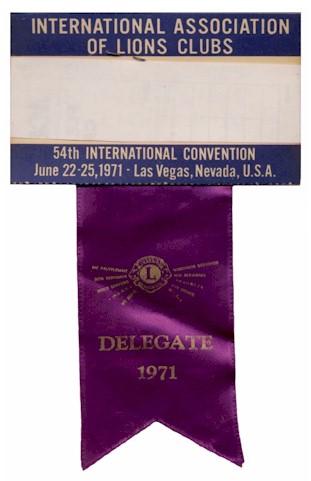 INTERNATIONAL ASSOCIATION
OF LIONS CLUBS
54th INTERNATIONAL CONVENTION
June 22-25, 1971 - Las Vegas, Nevada, U.S.A.
L
DELEGATE
1971